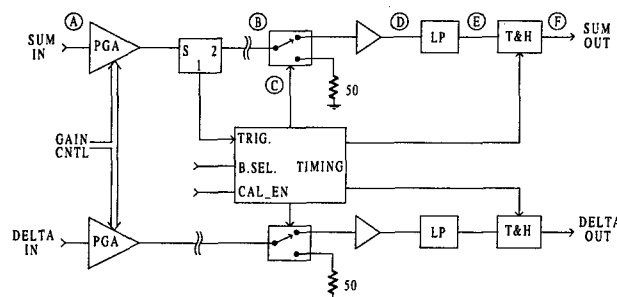 A B D E F
SUM IN PGA S 2 1 LP T&H SUM OUT
C
50
GAIN CNTL
TRIG.
B.SEL. TIMING
CAL_EN
DELTA IN PGA LP T&H DELTA OUT
50